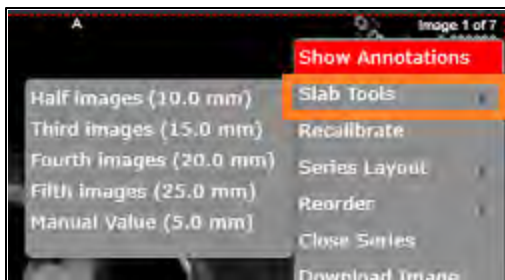 A
Image 1 of 7
Show Annotations
Slab Tools
Recalibrate
Series Layout
Reorder
Close Series
Download Image
Half images (10.0 mm)
Third images (15.0 mm)
Fourth images (20.0 mm)
Fifth images (25.0 mm)
Manual Value (5.0 mm)